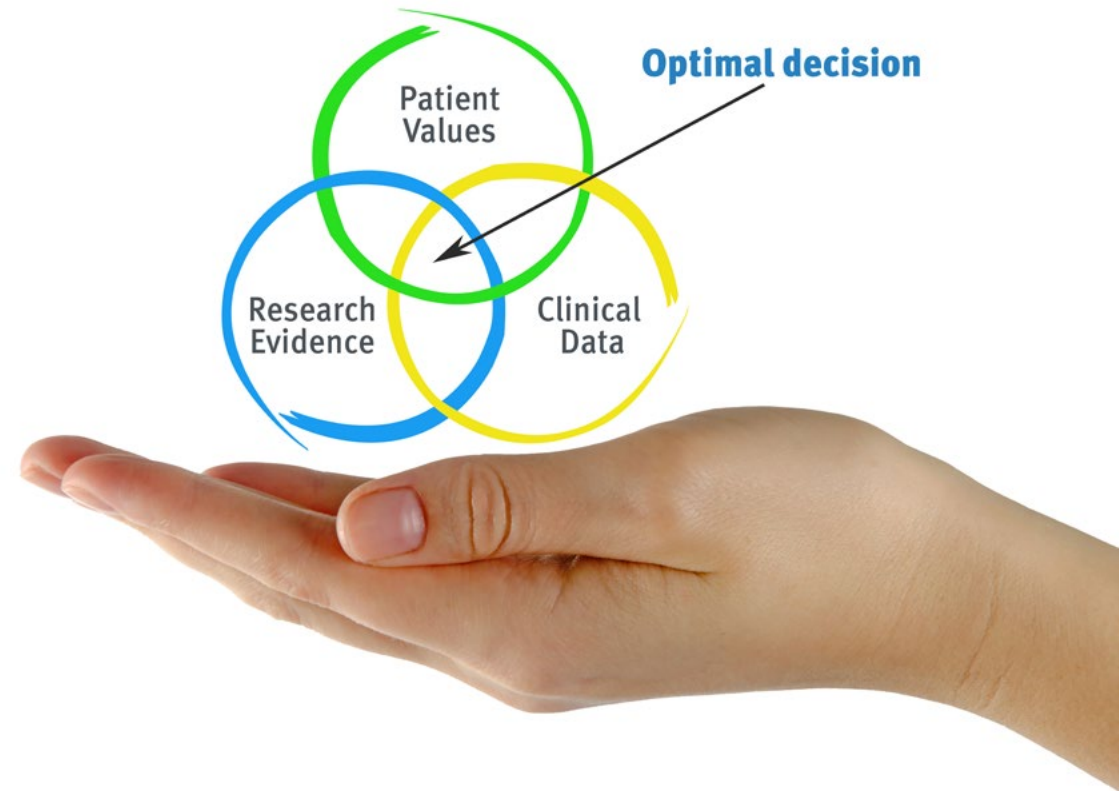 Optimal decision
Patient
Values
Research
Evidence
Clinical
Data